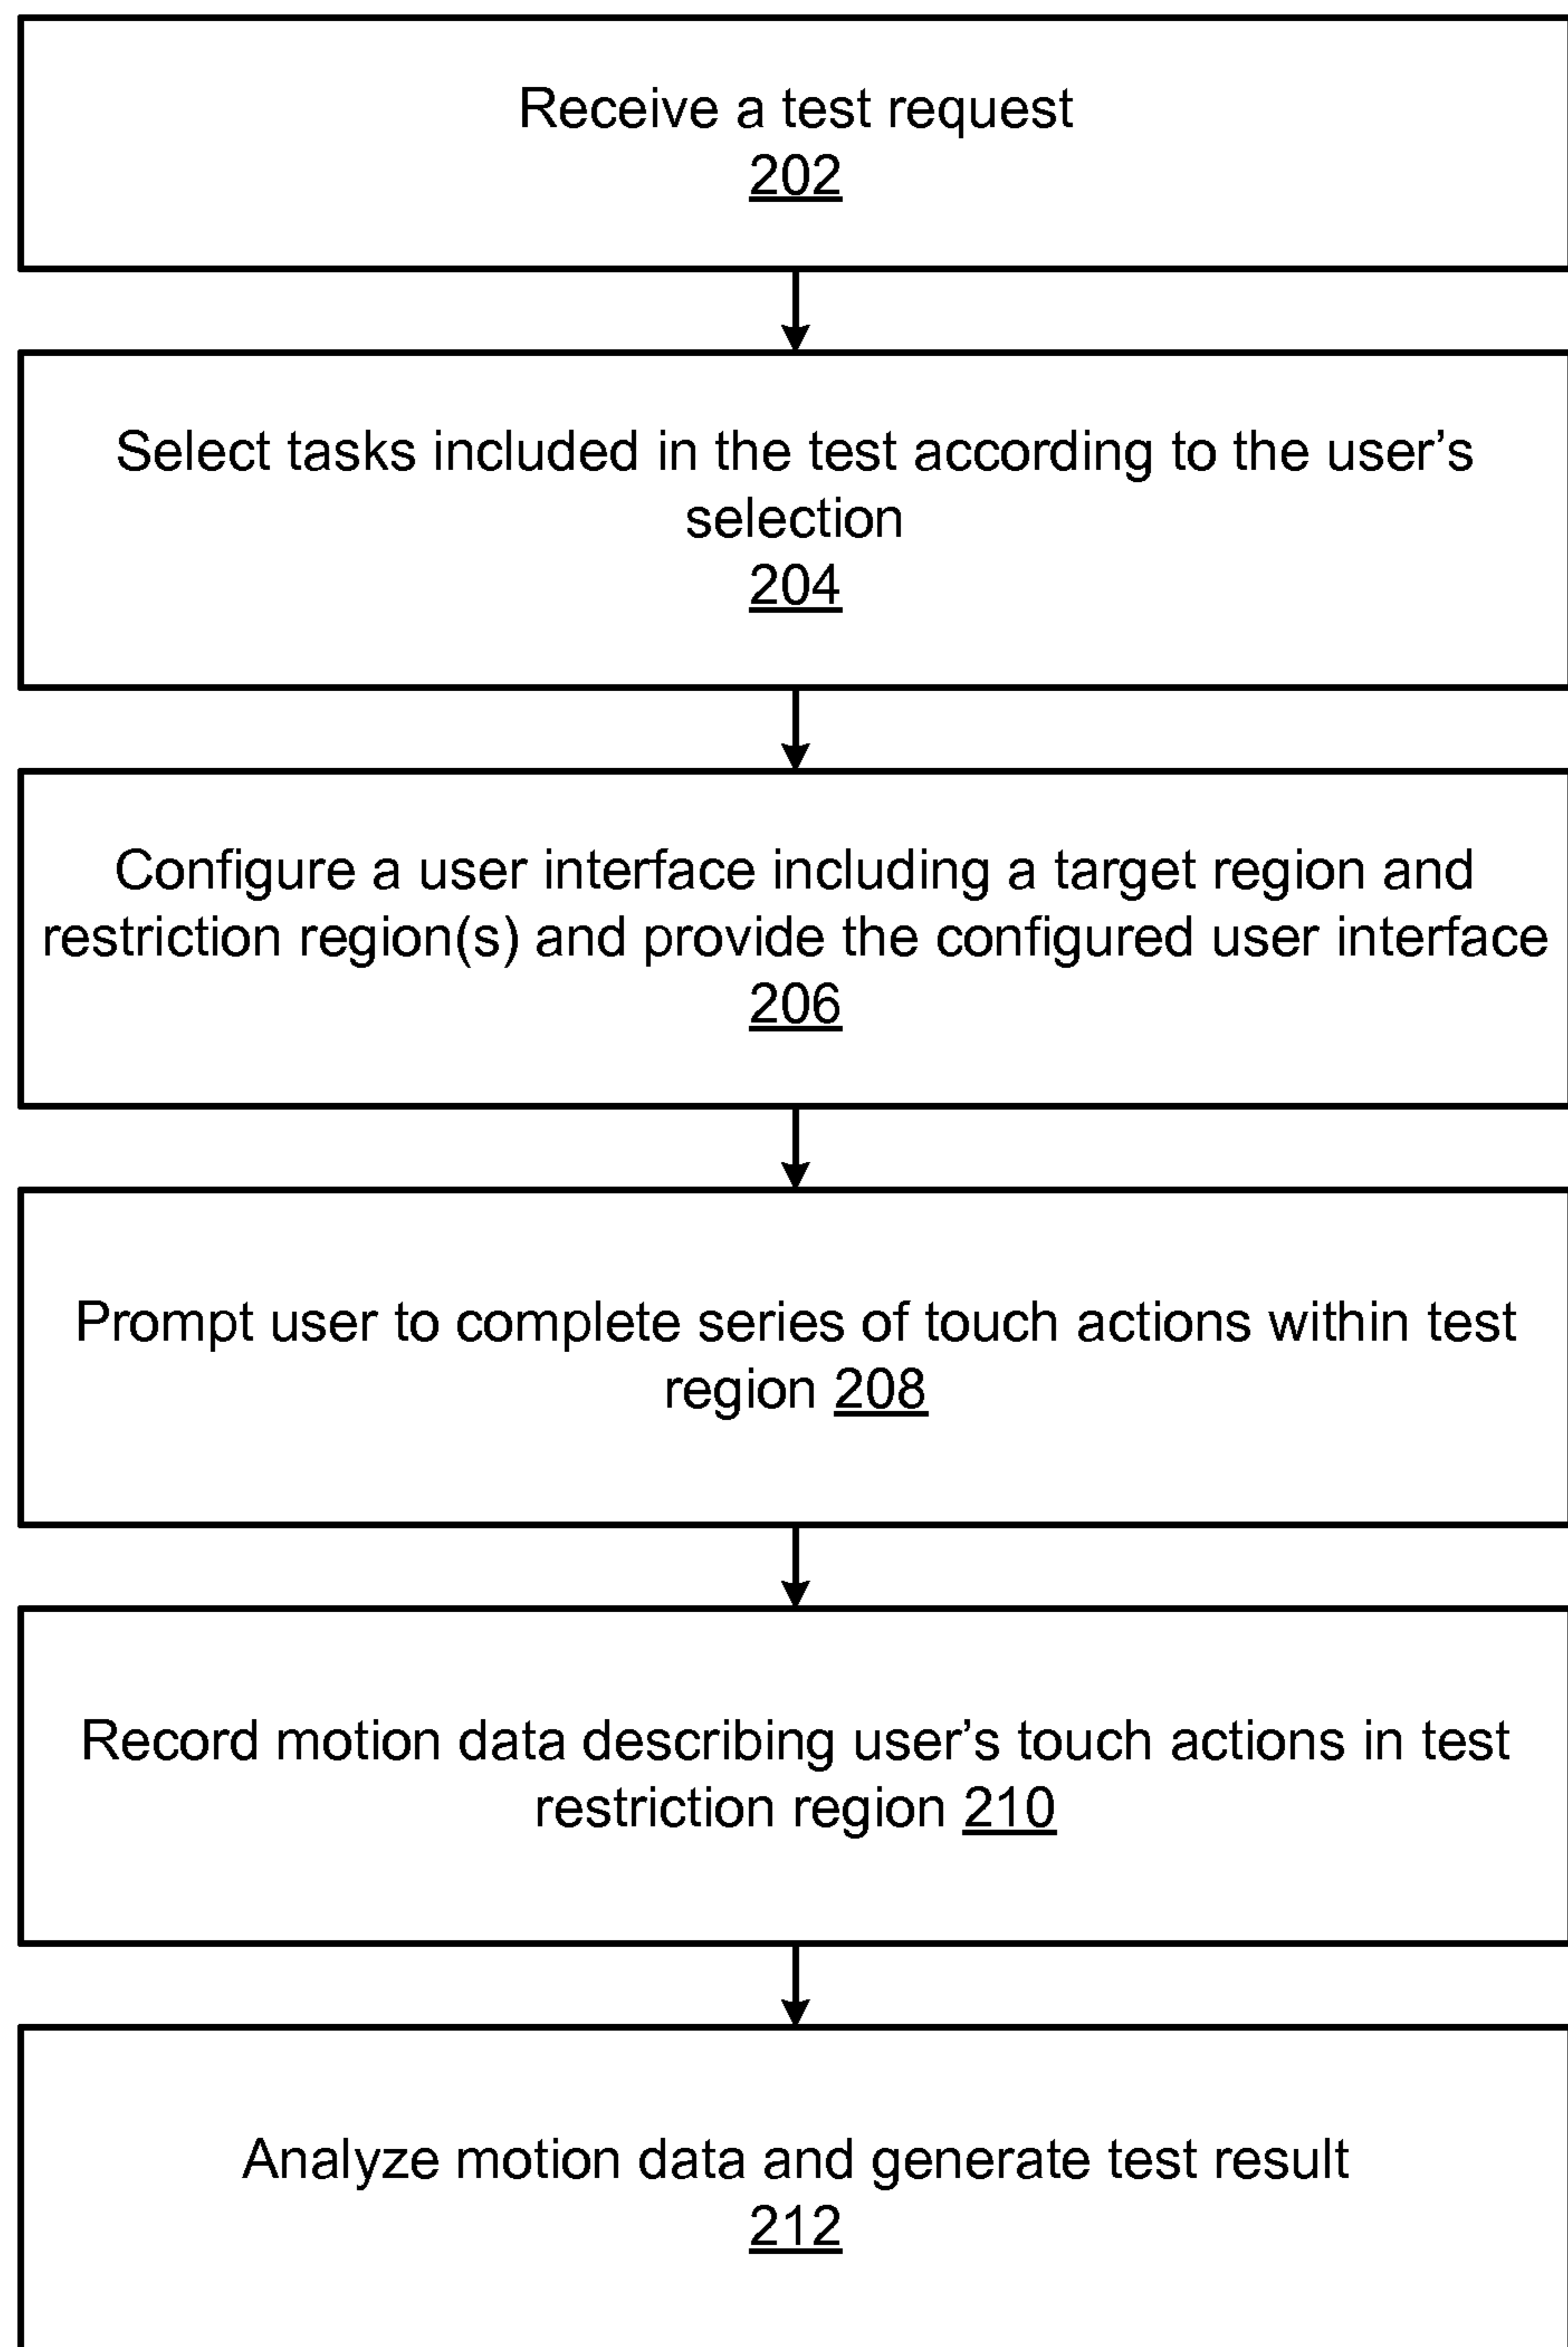 Receive a test request
202
Select tasks included in the test according to the user’s
selection
204
Configure a user interface including a target region and
restriction region(s) and provide the configured user interface
206
Prompt user to complete series of touch actions within test
region 208
Record motion data describing user’s touch actions in test
restriction region 210
Analyze motion data and generate test result
212